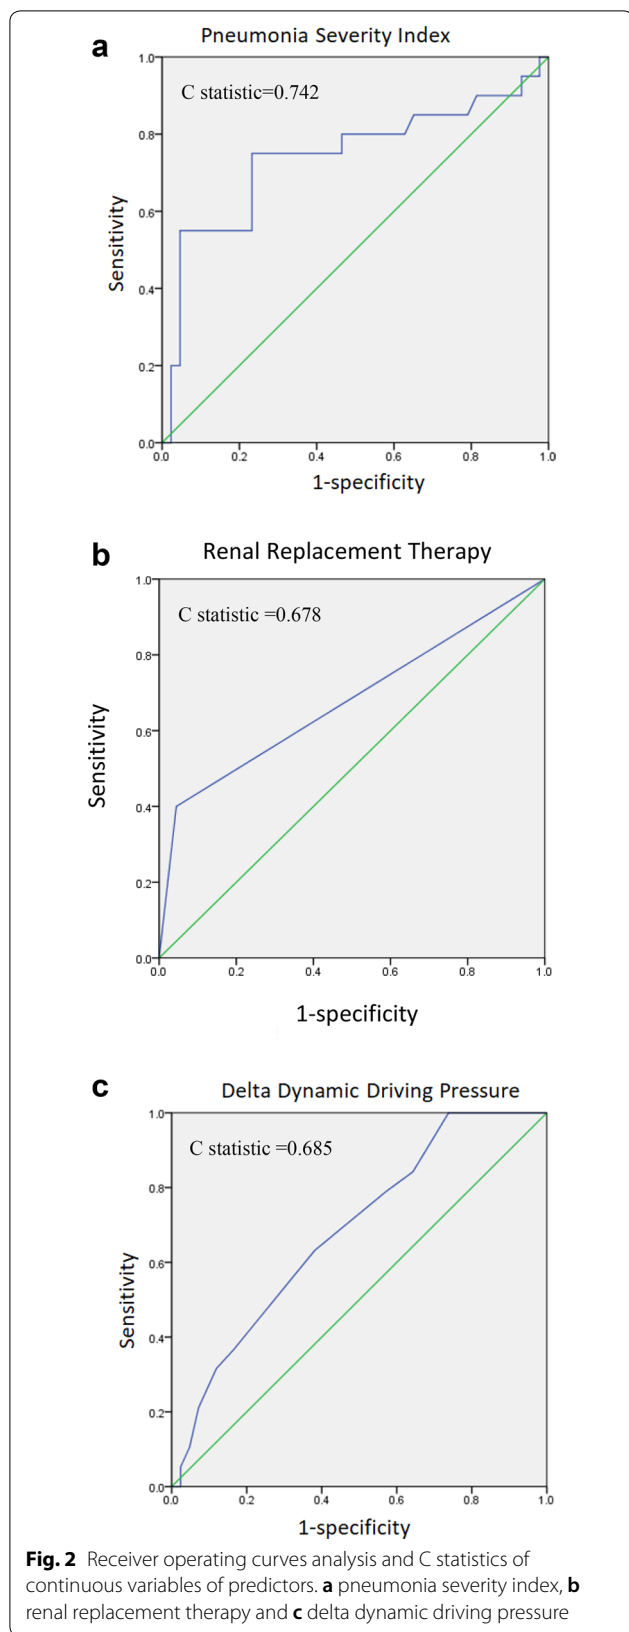 a
Pneumonia Severity Index
C statistic=0.742
Sensitivity
1.0
0.8
0.6
0.4
0.2
0.0
0.0 0.2 0.4 0.6 0.8 1.0
1-specificity
b
Renal Replacement Therapy
C statistic =0.678
Sensitivity
1.0
0.8
0.6
0.4
0.2
0.0
0.0 0.2 0.4 0.6 0.8 1.0
1-specificity
c
Delta Dynamic Driving Pressure
C statistic =0.685
Sensitivity
1.0
0.8
0.6
0.4
0.2
0.0
0.0 0.2 0.4 0.6 0.8 1.0
1-specificity
Fig. 2 Receiver operating curves analysis and C statistics of
continuous variables of predictors. a pneumonia severity index, b
renal replacement therapy and c delta dynamic driving pressure